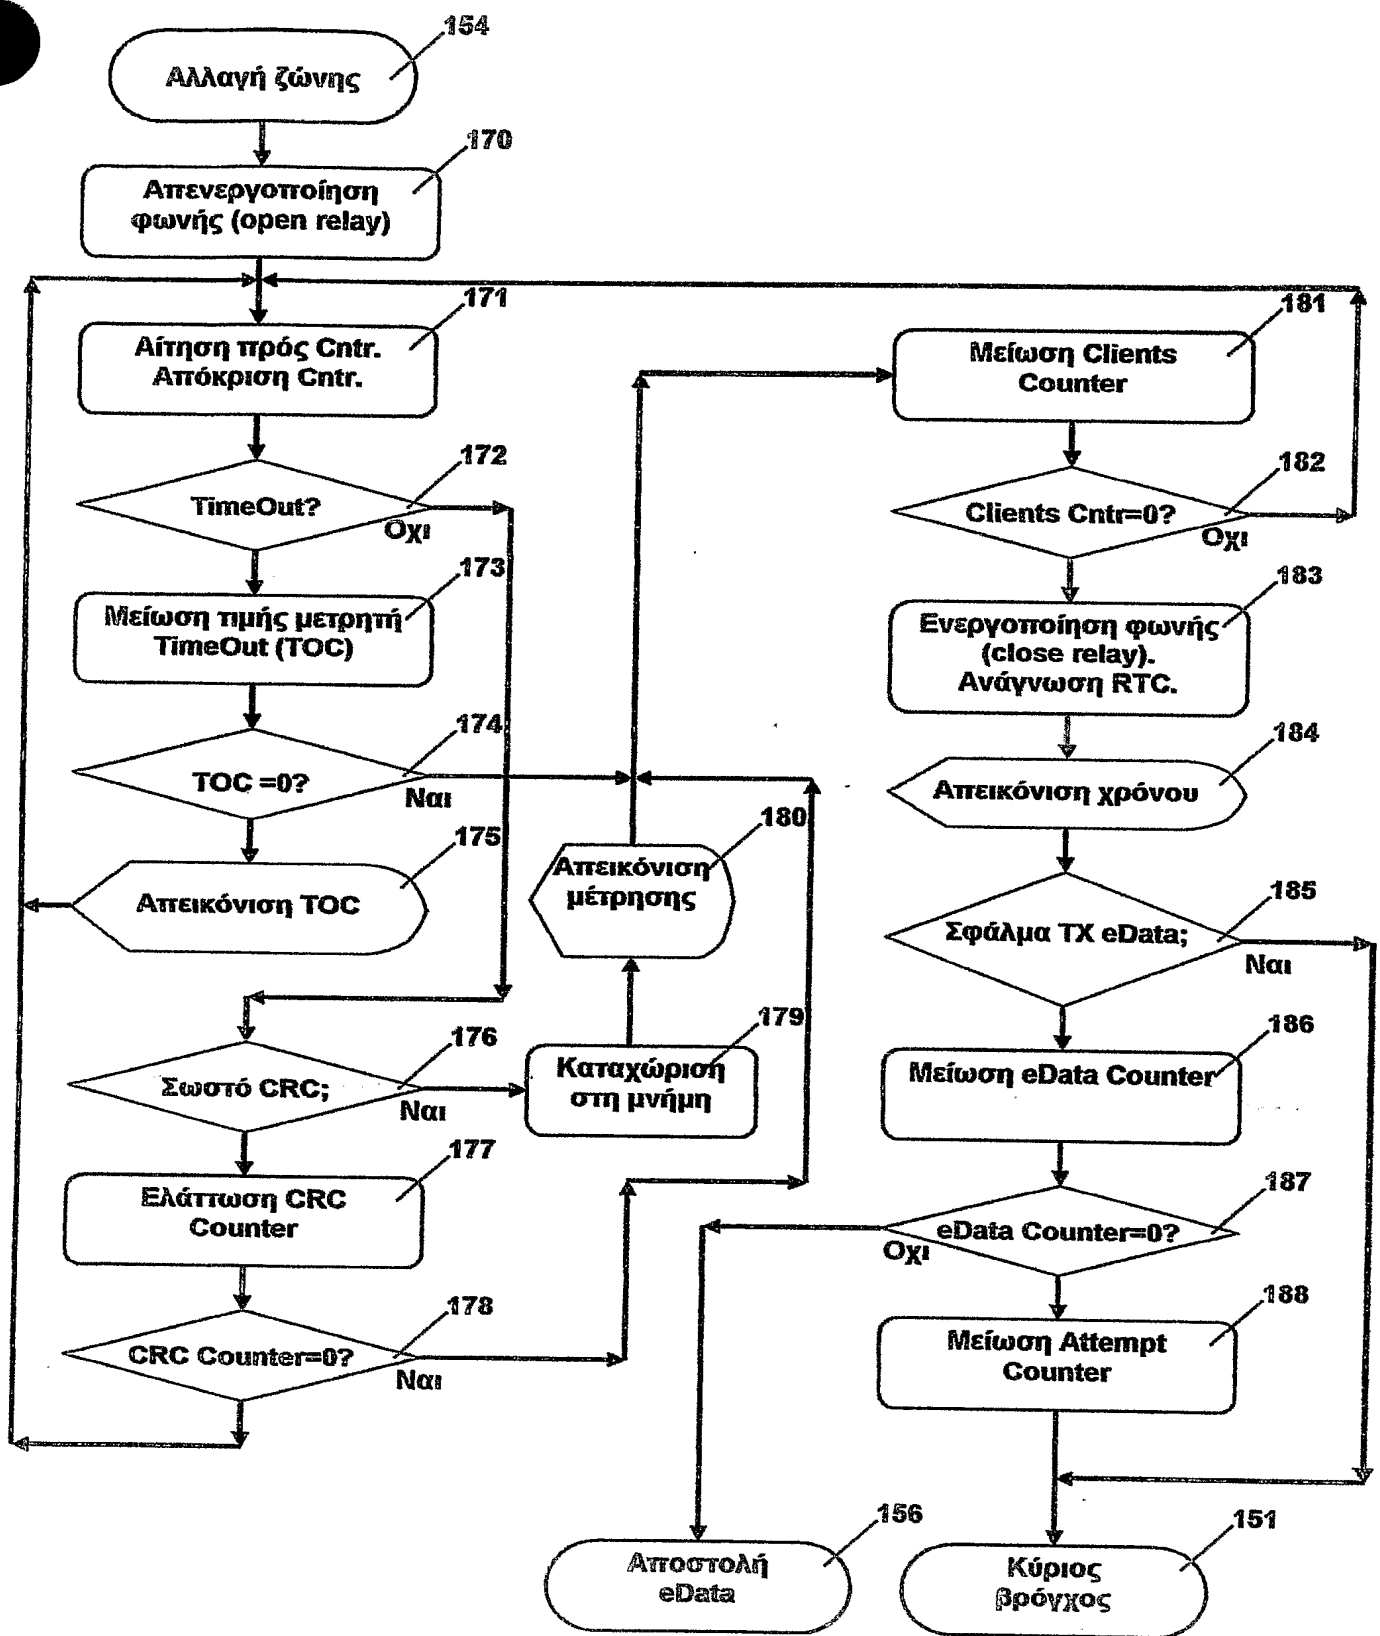 154
Αλλαγή ζώνης
170
Απενεργοποίηση
φωνής (open relay)
171
Αίτηση πρός Cntr.
Απόκριση Cntr.
172
TimeOut?
Οχι
173
Μείωση τιμής μετρητή
TimeOut (TOC)
174
TOC =0?
Ναι
175
Απεικόνιση TOC
176
Σωστό CRC;
Ναι
177
Ελάττωση CRC
Counter
178
CRC Counter=0?
Ναι
179
Καταχώριση
στη μνήμη
180
Απεικόνιση
μέτρησης
181
Μείωση Clients
Counter
182
Clients Cntr=0?
Οχι
183
Ενεργοποίηση φωνής
(close relay).
Ανάγνωση RTC.
184
Απεικόνιση χρόνου
185
Σφάλμα TX eData;
Ναι
186
Μείωση eData Counter
187
eData Counter=0?
Οχι
188
Μείωση Attempt
Counter
156
Αποστολή
eData
151
Κύριος
βρόγχος